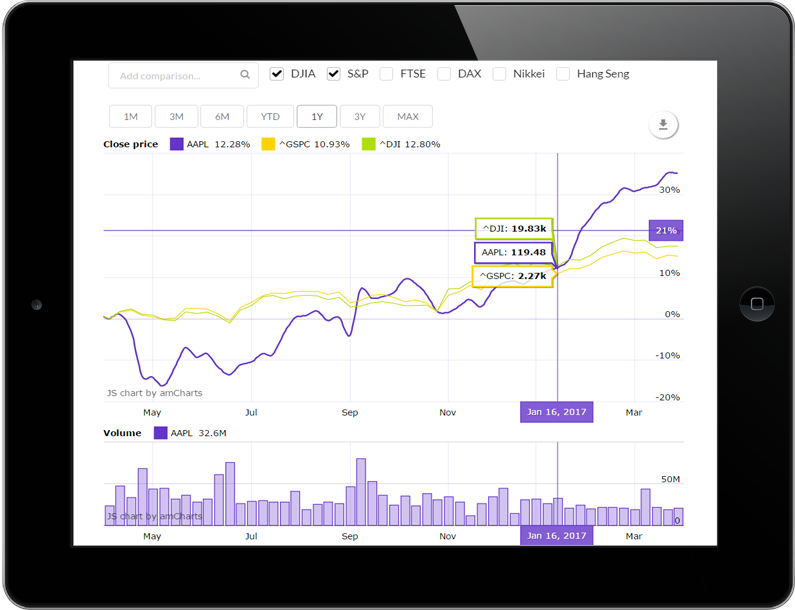 Add comparison... DJIA S&P FTSE DAX Nikkei Hang Seng
1M 3M 6M YTD 1Y 3Y MAX
Close price AAPL 12.28% ^GSPC 10.93% ^DJI 12.80%
30%
^DJI: 19.83k
21%
AAPL: 119.48
^GSPC: 2.27k
10%
0%
-10%
JS chart by amCharts
-20%
May Jul Sep Nov Jan 16, 2017 Mar
Volume AAPL 32.6M
50M
JS chart by amCharts
0
May Jul Sep Nov Jan 16, 2017 Mar